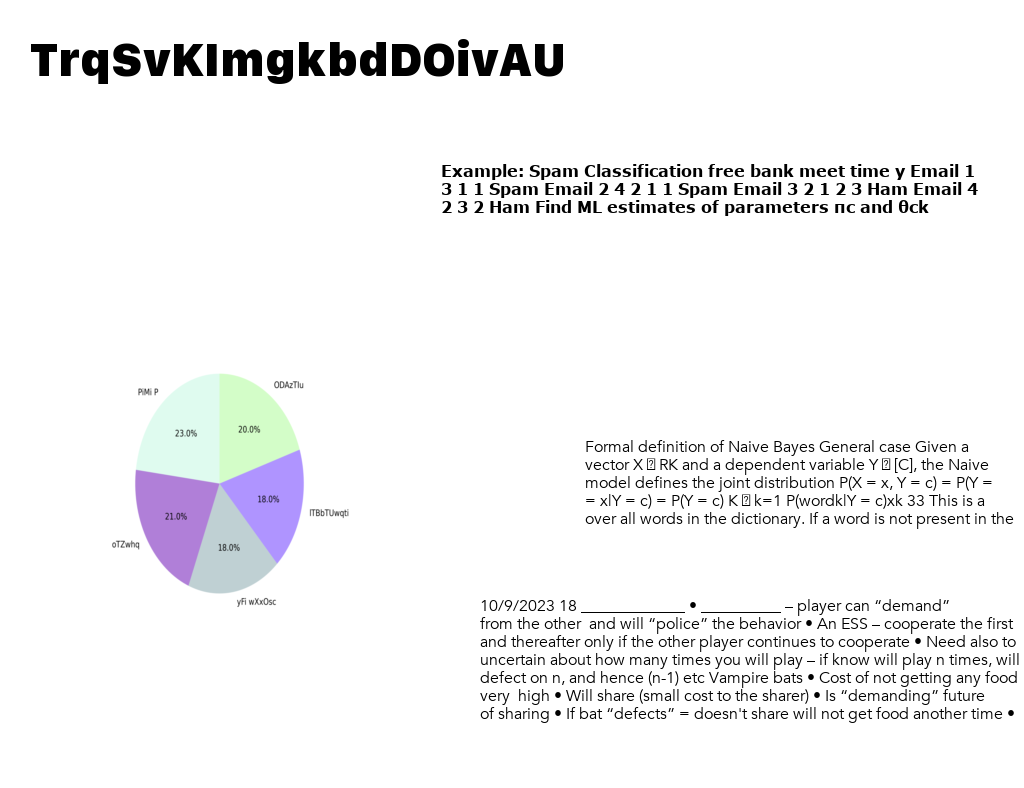 TrqSvKImgkbdDOivAU
Example: Spam Classification free bank meet time y Email 1
3 1 1 Spam Email 2 4 2 1 1 Spam Email 3 2 1 2 3 Ham Email 4
2 3 2 Ham Find ML estimates of parameters πc and θck
PiMi P
ODAzTlu
23.0%
20.0%
18.0%
lTBbTUwqti
21.0%
oTZwhq
18.0%
yFi wXxOsc
Formal definition of Naive Bayes General case Given a
vector X RK and a dependent variable Y [C], the Naive
model defines the joint distribution P(X = x, Y = c) = P(Y =
= x|Y = c) = P(Y = c) K k=1 P(wordk|Y = c)xk 33 This is a
over all words in the dictionary. If a word is not present in the
10/9/2023 18 _____________ • __________ – player can “demand”
from the other and will “police” the behavior • An ESS – cooperate the first
and thereafter only if the other player continues to cooperate • Need also to
uncertain about how many times you will play – if know will play n times, will
defect on n, and hence (n-1) etc Vampire bats • Cost of not getting any food
very high • Will share (small cost to the sharer) • Is “demanding” future
of sharing • If bat “defects” = doesn't share will not get food another time •